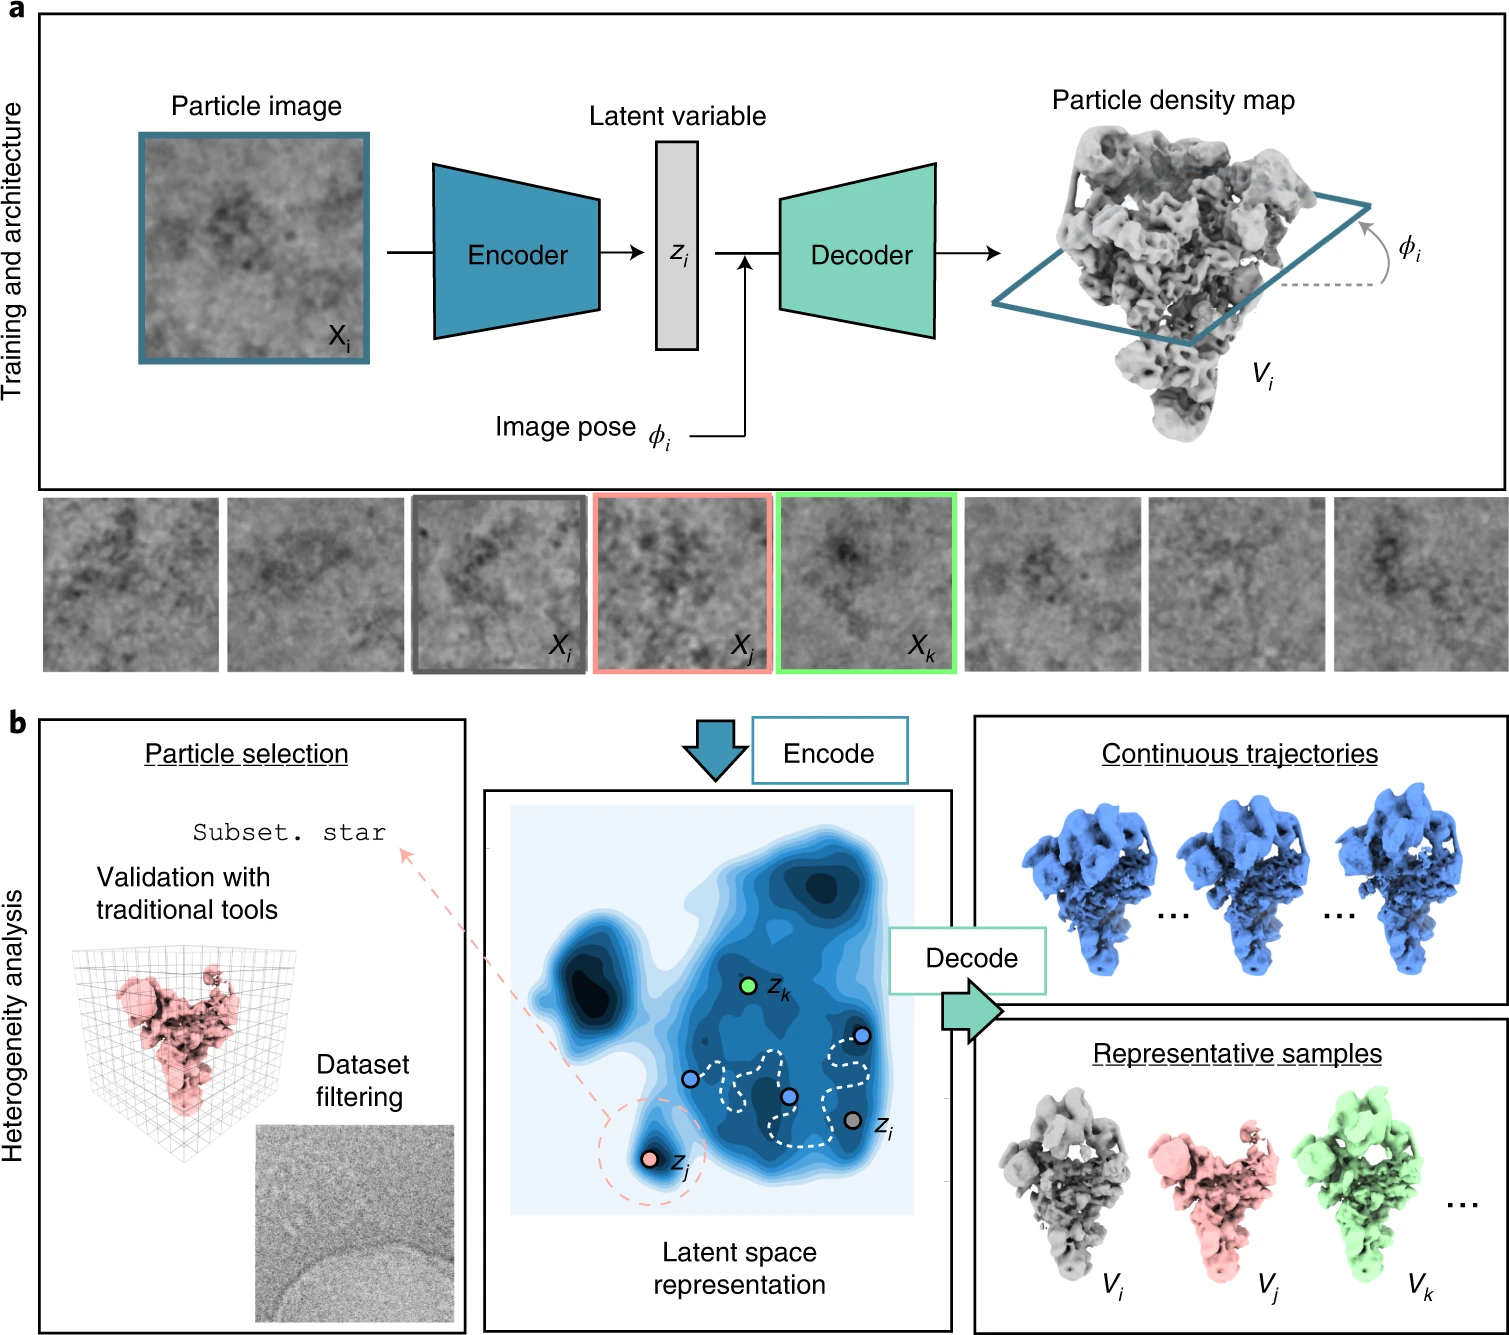 a
Training and architecture
Particle image
X_i
Encoder
Latent variable
z_i
Decoder
Image pose ϕ_i
Particle density map
ϕ_i
V_i
X_i
X_j
X_k
b
Heterogeneity analysis
Particle selection
Subset. star
Validation with
traditional tools
Dataset
filtering
Encode
z_k
z_i
z_j
Latent space
representation
Decode
Continuous trajectories
...
...
Representative samples
...
V_i
V_j
V_k